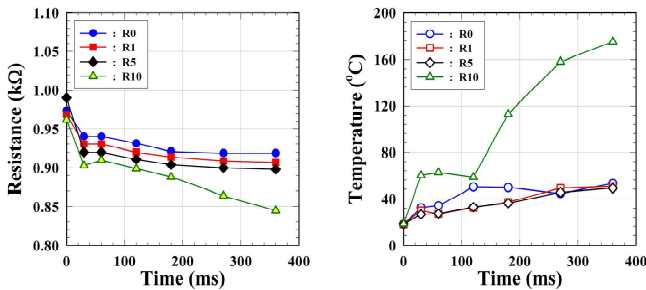 1.10
1.05
1.00
0.95
0.90
0.85
0.80
Resistance (kΩ)
: R0
: R1
: R5
: R10
0 100 200 300 400
Time (ms)
200
160
120
80
40
0
Temperature (°C)
: R0
: R1
: R5
: R10
0 100 200 300 400
Time (ms)